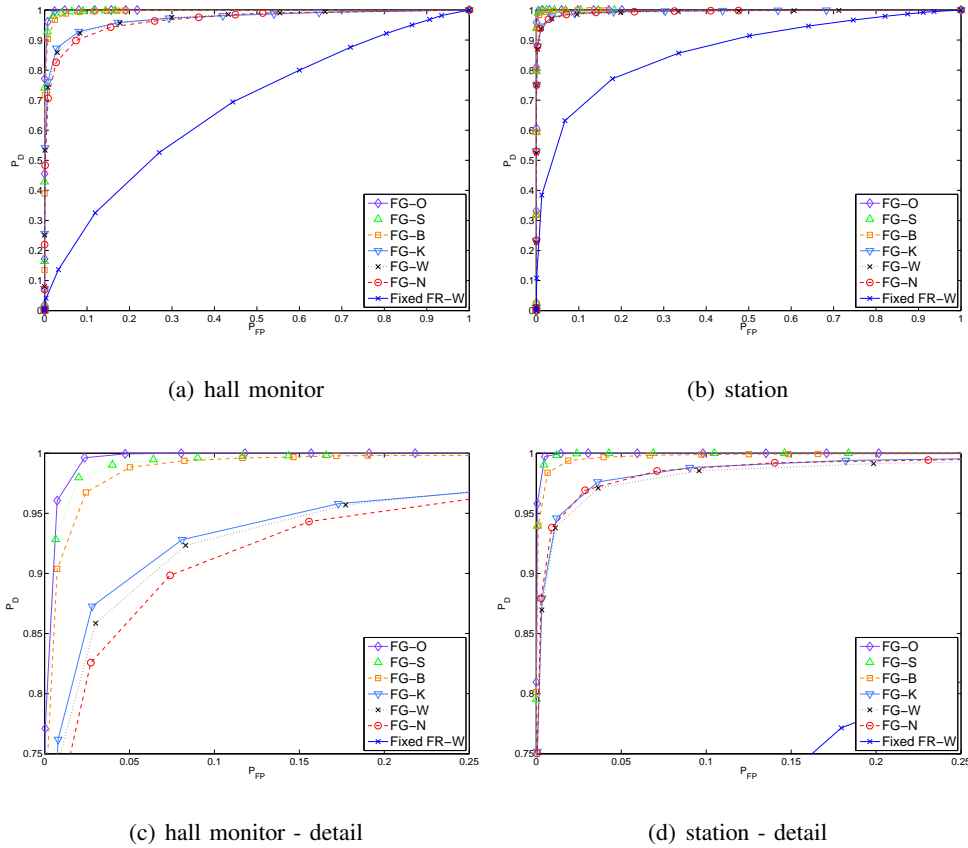 1
0.9
0.8
0.7
0.6
0.5
0.4
0.3
0.2
0.1
0
P_D
FG-O
FG-S
FG-B
FG-K
FG-W
FG-N
Fixed FR-W
0 0.1 0.2 0.3 0.4 0.5 0.6 0.7 0.8 0.9 1
P_FP
(a) hall monitor
1
0.9
0.8
0.7
0.6
0.5
0.4
0.3
0.2
0.1
0
P_D
FG-O
FG-S
FG-B
FG-K
FG-W
FG-N
Fixed FR-W
0 0.1 0.2 0.3 0.4 0.5 0.6 0.7 0.8 0.9 1
P_FP
(b) station
1
0.95
0.9
0.85
0.8
0.75
P_D
FG-O
FG-S
FG-B
FG-K
FG-W
FG-N
Fixed FR-W
0 0.05 0.1 0.15 0.2 0.25
P_FP
(c) hall monitor - detail
1
0.95
0.9
0.85
0.8
0.75
P_D
FG-O
FG-S
FG-B
FG-K
FG-W
FG-N
Fixed FR-W
0 0.05 0.1 0.15 0.2 0.25
P_FP
(d) station - detail